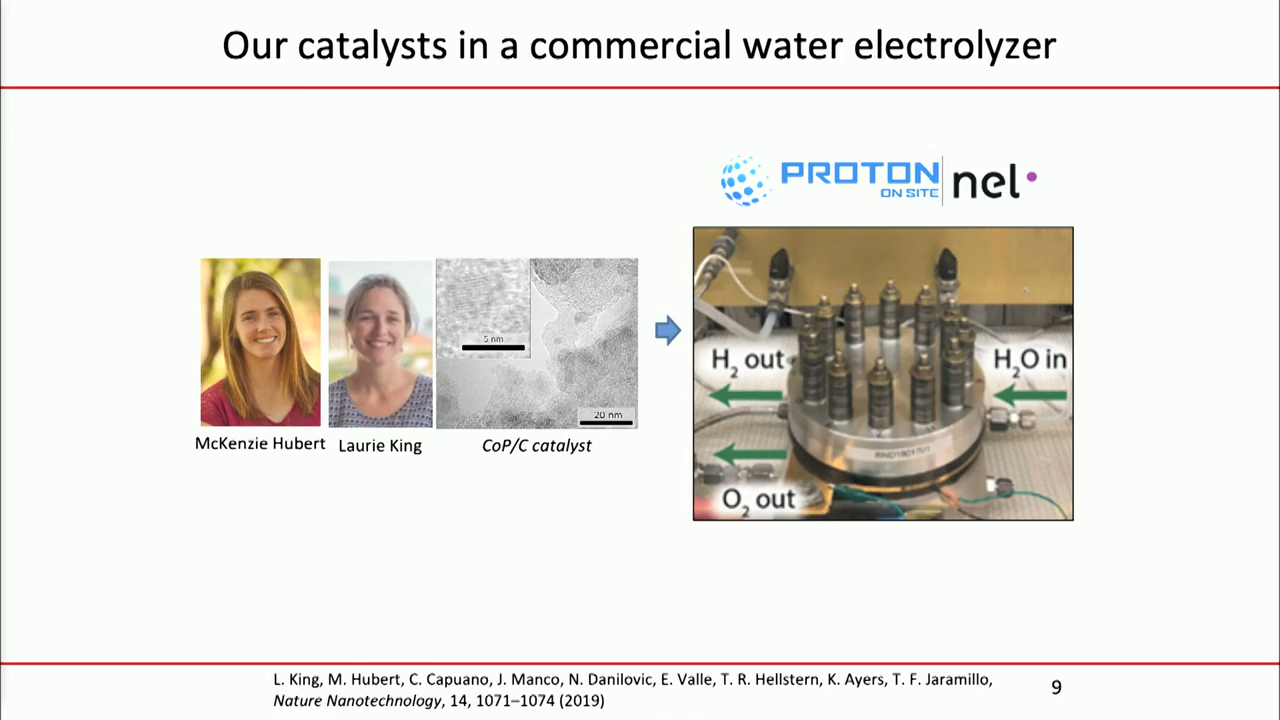 Our catalysts in a commercial water electrolyzer
PROTON
ON SITE
nel
5 nm
20 nm
H2 out
H2O in
RND1801701
O2 out
McKenzie Hubert
Laurie King
CoP/C catalyst
L. King, M. Hubert, C. Capuano, J. Manco, N. Danilovic, E. Valle, T. R. Hellstern, K. Ayers, T. F. Jaramillo,
Nature Nanotechnology, 14, 1071–1074 (2019)
9